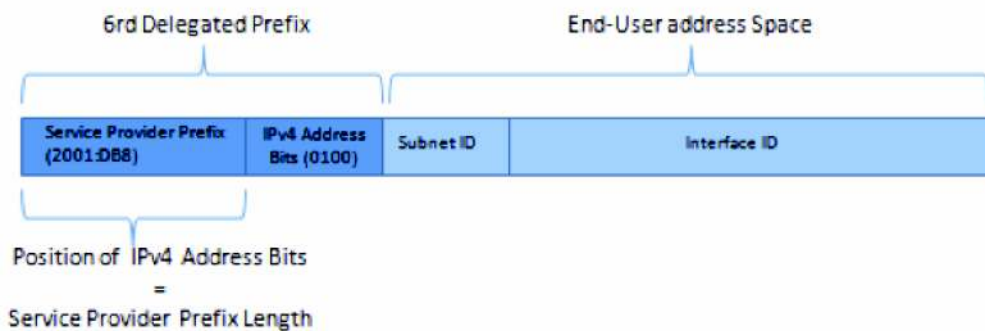 6rd Delegated Prefix
End-User address Space
Service Provider Prefix
(2001:DB8)
IPv4 Address
Bits (0100)
Subnet ID
Interface ID
Position of IPv4 Address Bits
=
Service Provider Prefix Length